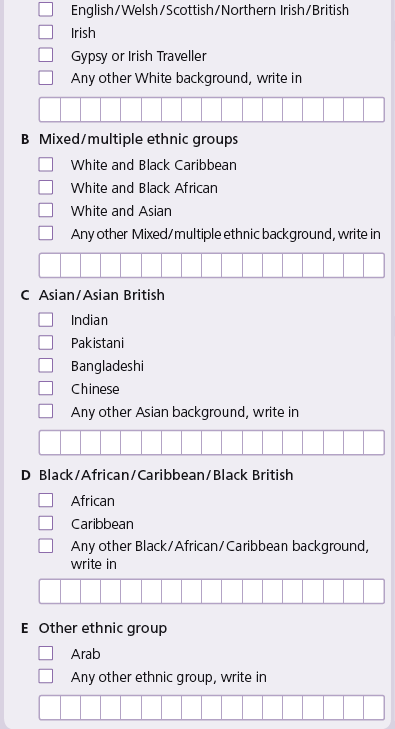 English/Welsh/Scottish/Northern Irish/British
Irish
Gypsy or Irish Traveller
Any other White background, write in
B Mixed/multiple ethnic groups
White and Black Caribbean
White and Black African
White and Asian
Any other Mixed/multiple ethnic background, write in
C Asian/Asian British
Indian
Pakistani
Bangladeshi
Chinese
Any other Asian background, write in
D Black/African/Caribbean/Black British
African
Caribbean
Any other Black/African/Caribbean background,
write in
E Other ethnic group
Arab
Any other ethnic group, write in